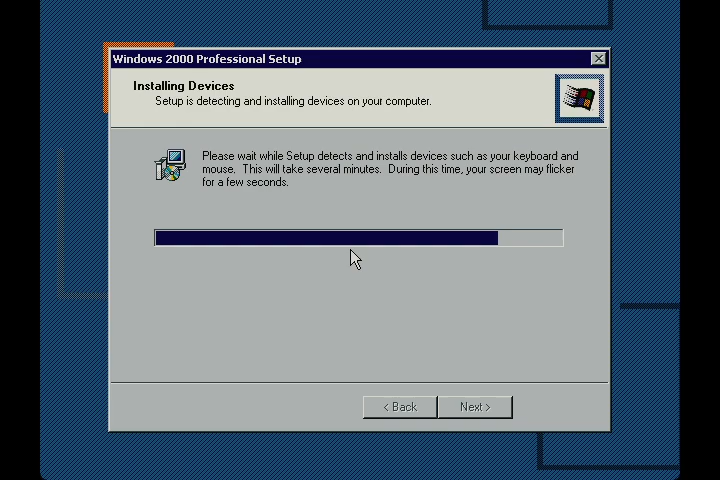 Windows 2000 Professional Setup
Installing Devices
Setup is detecting and installing devices on your computer.
Please wait while Setup detects and installs devices such as your keyboard and
mouse. This will take several minutes. During this time, your screen may flicker
for a few seconds.
< Back
Next >